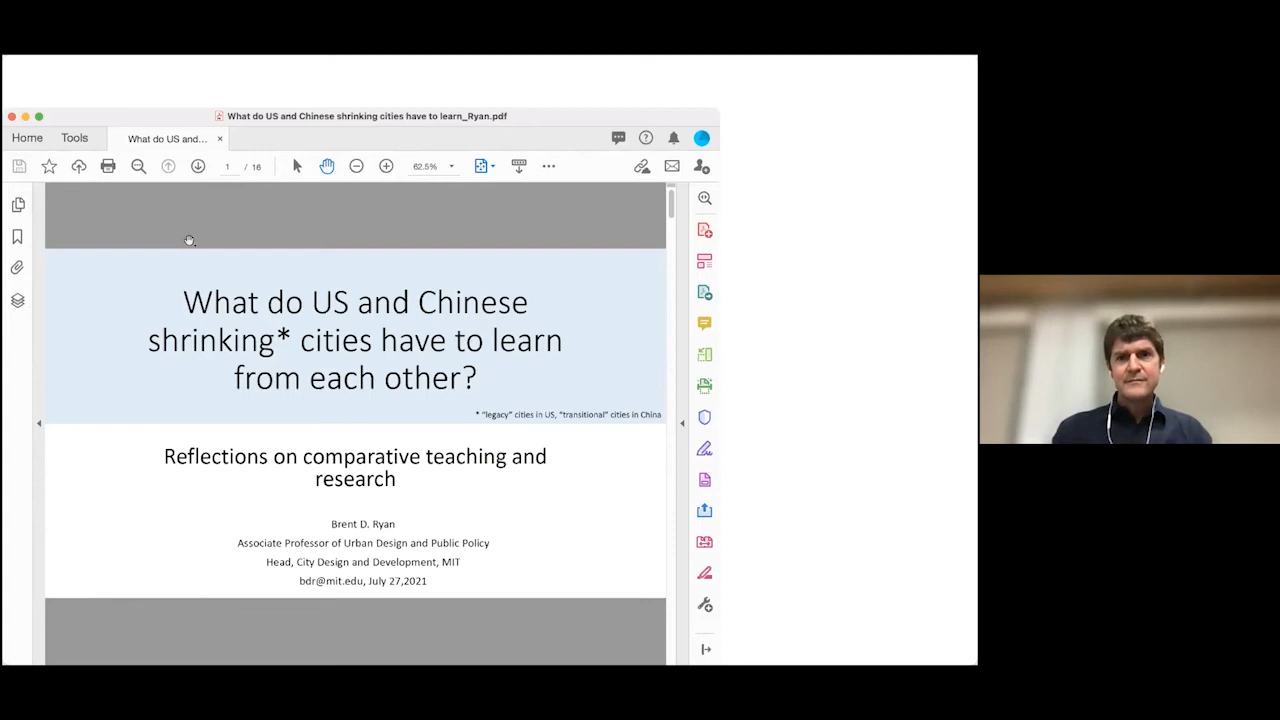 What do US and Chinese shrinking cities have to learn_Ryan.pdf
Home
Tools
What do US and...
1 / 16
62.5%
What do US and Chinese
shrinking* cities have to learn
from each other?
* "legacy" cities in US, "transitional" cities in China
Reflections on comparative teaching and
research
Brent D. Ryan
Associate Professor of Urban Design and Public Policy
Head, City Design and Development, MIT
bdr@mit.edu, July 27,2021